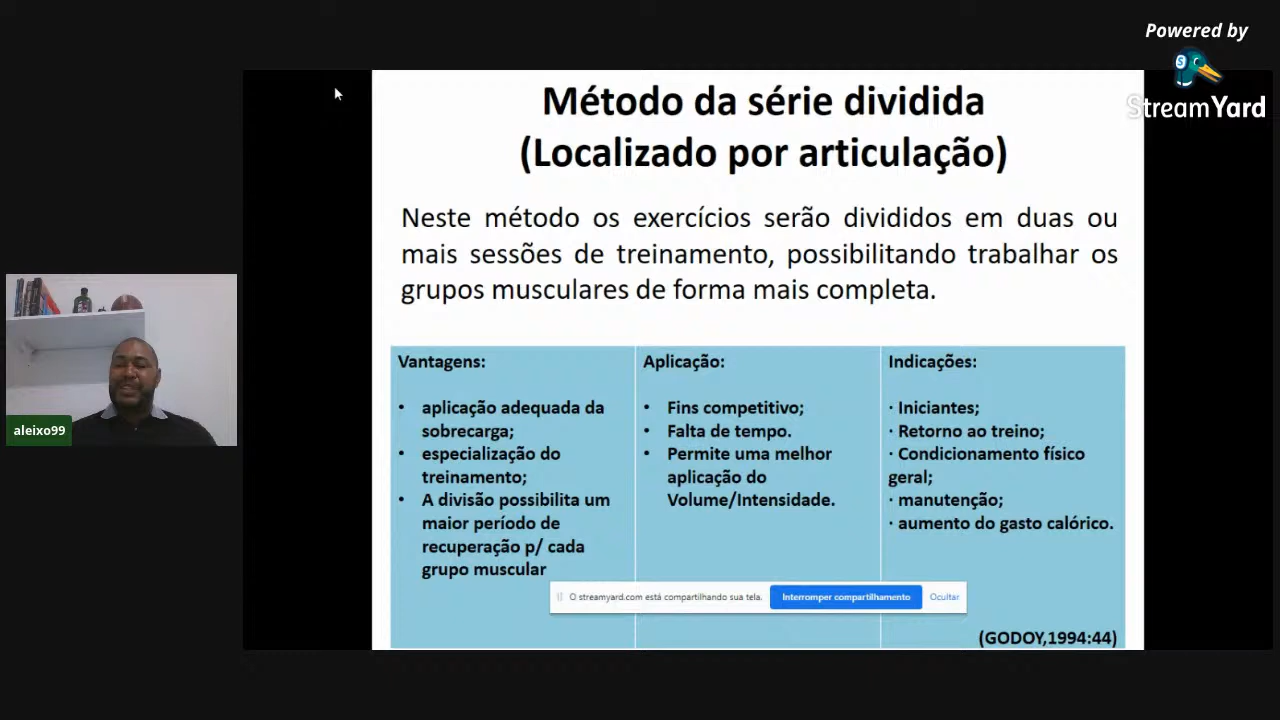 Powered by
StreamYard
Método da série dividida
(Localizado por articulação)
Neste método os exercícios serão divididos em duas ou
mais sessões de treinamento, possibilitando trabalhar os
grupos musculares de forma mais completa.
Vantagens:
• aplicação adequada da
sobrecarga;
• especialização do
treinamento;
• A divisão possibilita um
maior período de
recuperação p/ cada
grupo muscular
Aplicação:
• Fins competitivo;
• Falta de tempo.
• Permite uma melhor
aplicação do
Volume/Intensidade.
Indicações:
· Iniciantes;
· Retorno ao treino;
· Condicionamento físico
geral;
· manutenção;
· aumento do gasto calórico.
(GODOY,1994:44)
O streamyard.com está compartilhando sua tela.
Interromper compartilhamento
Ocultar
aleixo99